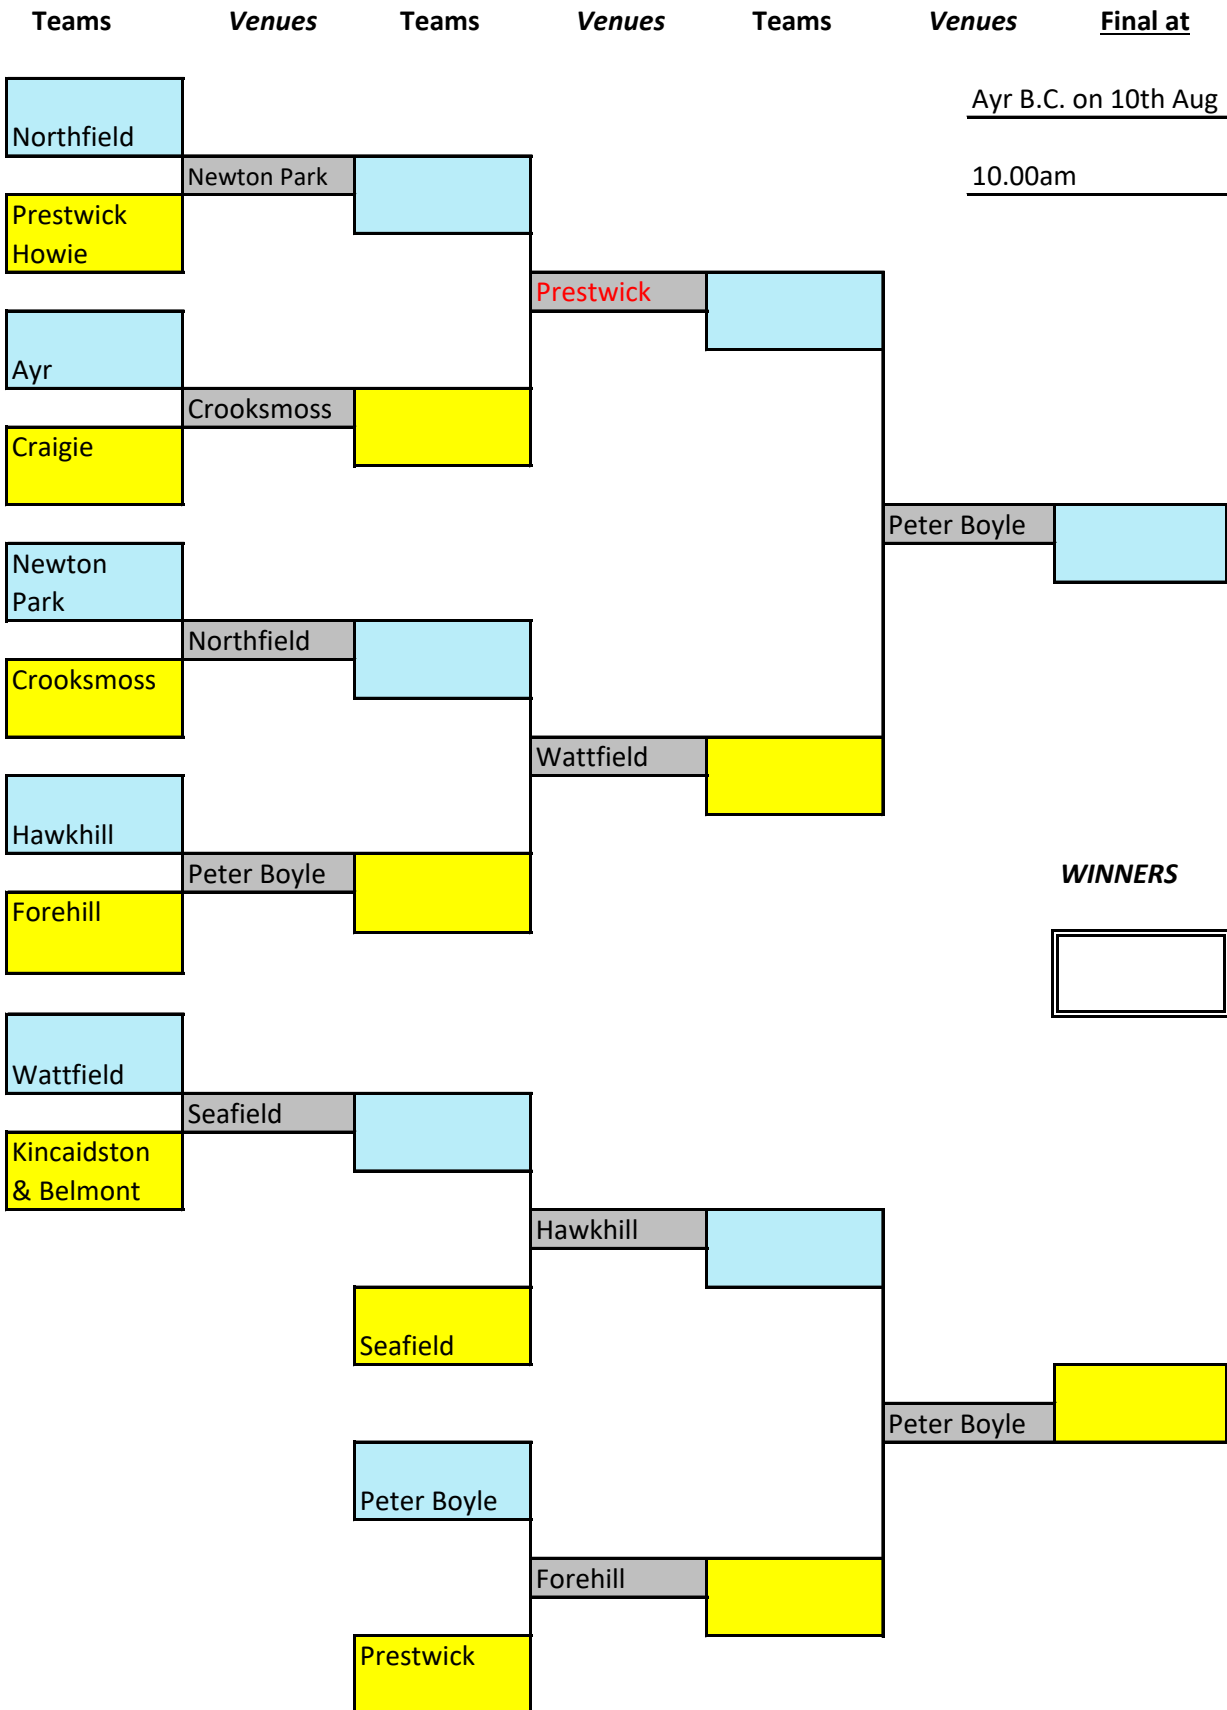 Teams Venues Teams Venues Teams Venues Final at
Ayr B.C. on 10th Aug
Northfield
Newton Park
10.00am
Prestwick
Howie
Prestwick
Ayr
Crooksmoss
Craigie
Peter Boyle
Newton
Park
Northfield
Crooksmoss
Wattfield
Hawkhill
Peter Boyle
WINNERS
Forehill
Wattfield
Seafield
Kincaidston
& Belmont
Hawkhill
Seafield
Peter Boyle
Peter Boyle
Forehill
Prestwick